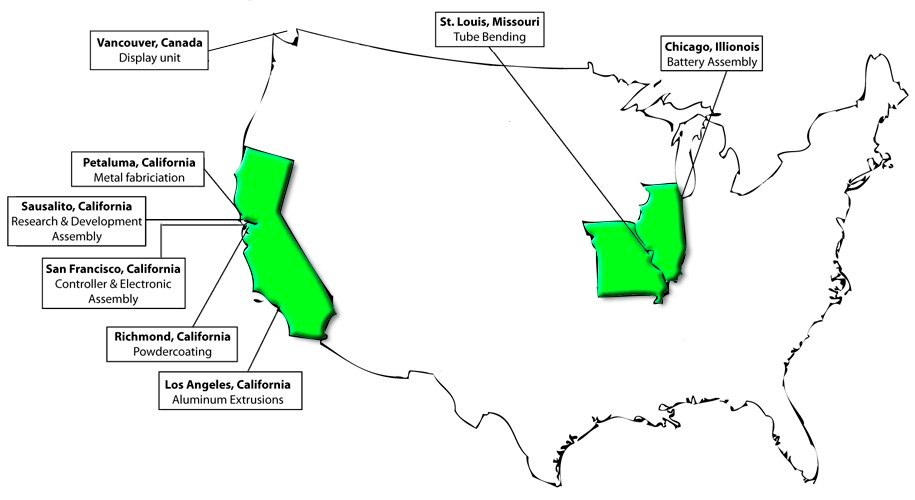 St. Louis, Missouri
Tube Bending
Vancouver, Canada
Display unit
Chicago, Illionois
Battery Assembly
Petaluma, California
Metal fabriciation
Sausalito, California
Research & Development
Assembly
San Francisco, California
Controller & Electronic
Assembly
Richmond, California
Powdercoating
Los Angeles, California
Aluminum Extrusions